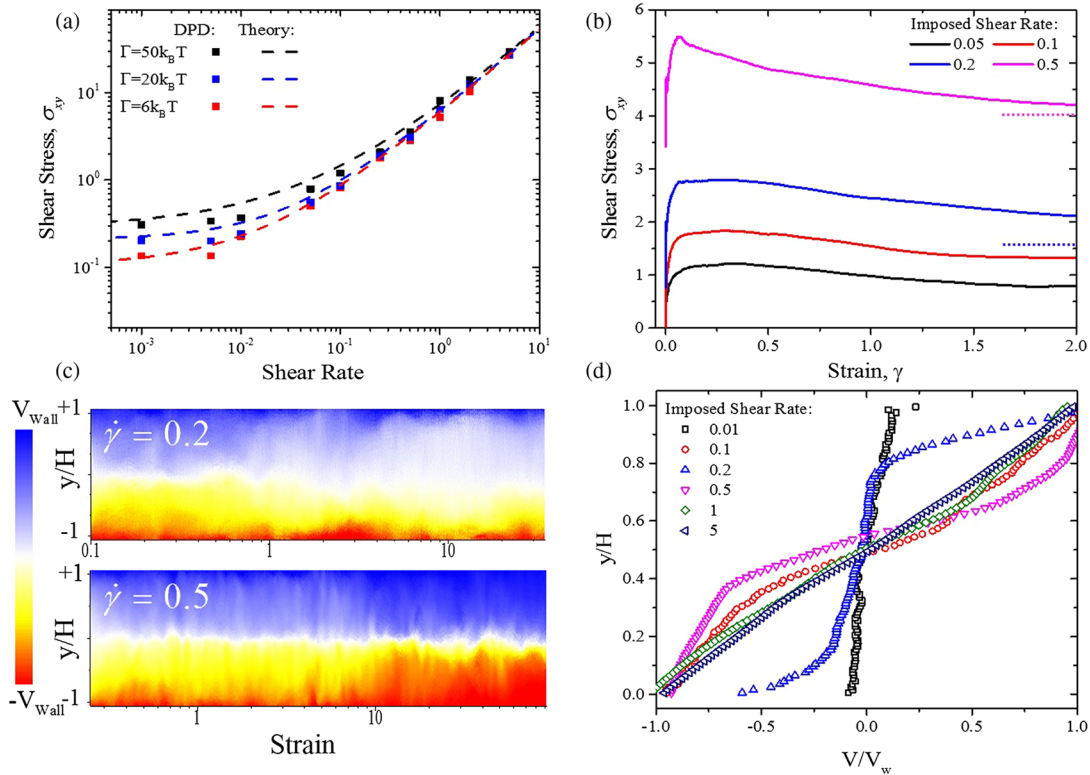 (a)
DPD: Theory:
Γ=50k_BT
Γ=20k_BT
Γ=6k_BT
Shear Stress, σ_xy
10^1
10^0
10^-1
10^-3 10^-2 10^-1 10^0 10^1
Shear Rate
(b)
Imposed Shear Rate:
0.05 0.1
0.2 0.5
Shear Stress, σ_xy
6
5
4
3
2
1
0
0.0 0.5 1.0 1.5 2.0
Strain, γ
(c)
V_Wall
-V_Wall
+1
y/H
-1
γ̇ = 0.2
0.1 1 10
+1
y/H
-1
γ̇ = 0.5
1 10
Strain
(d)
Imposed Shear Rate:
0.01
0.1
0.2
0.5
1
5
y/H
1.0
0.8
0.6
0.4
0.2
0.0
-1.0 -0.5 0.0 0.5 1.0
V/V_w